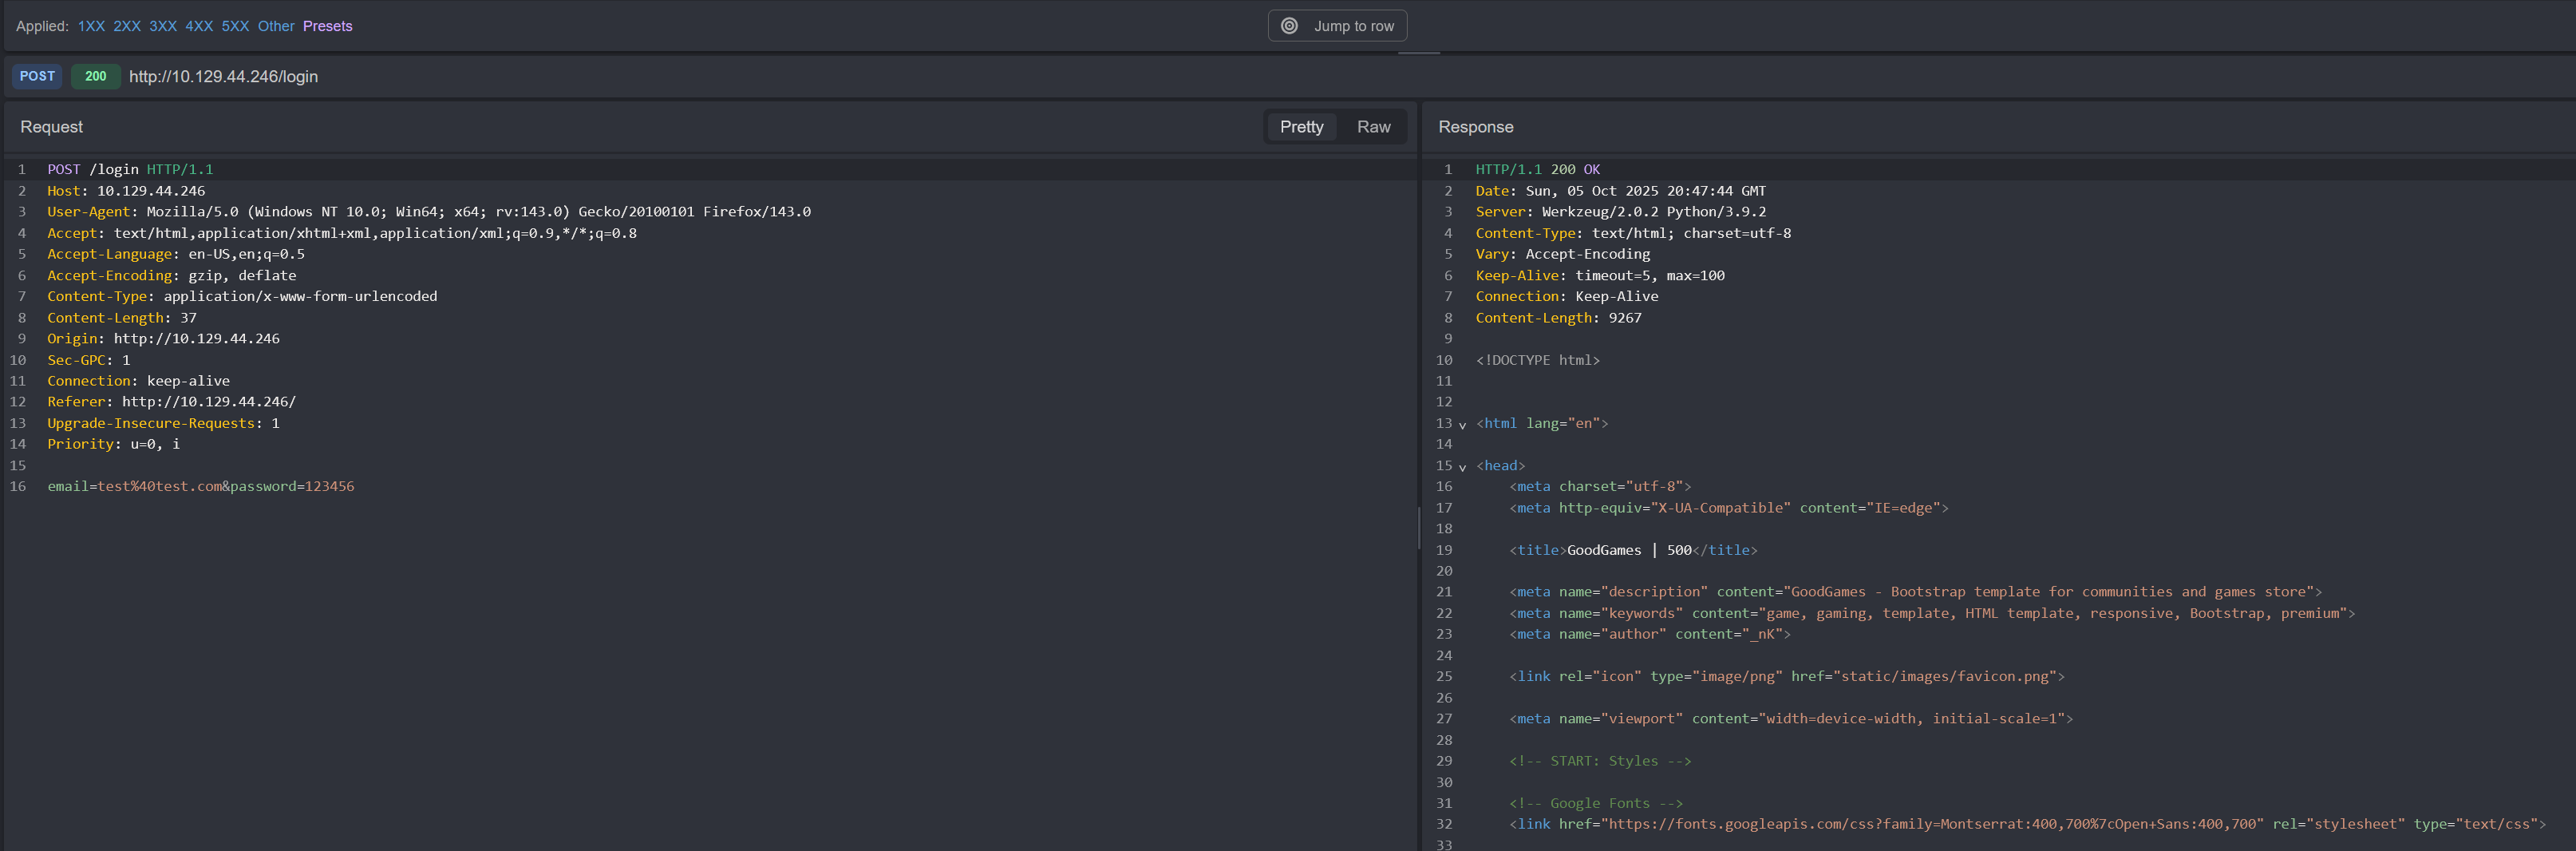 Applied: 1XX 2XX 3XX 4XX 5XX Other Presets
Jump to row
POST 200 http://10.129.44.246/login
Request
Pretty Raw
1 POST /login HTTP/1.1
2 Host: 10.129.44.246
3 User-Agent: Mozilla/5.0 (Windows NT 10.0; Win64; x64; rv:143.0) Gecko/20100101 Firefox/143.0
4 Accept: text/html,application/xhtml+xml,application/xml;q=0.9,*/*;q=0.8
5 Accept-Language: en-US,en;q=0.5
6 Accept-Encoding: gzip, deflate
7 Content-Type: application/x-www-form-urlencoded
8 Content-Length: 37
9 Origin: http://10.129.44.246
10 Sec-GPC: 1
11 Connection: keep-alive
12 Referer: http://10.129.44.246/
13 Upgrade-Insecure-Requests: 1
14 Priority: u=0, i
15
16 email=test%40test.com&password=123456
Response
1 HTTP/1.1 200 OK
2 Date: Sun, 05 Oct 2025 20:47:44 GMT
3 Server: Werkzeug/2.0.2 Python/3.9.2
4 Content-Type: text/html; charset=utf-8
5 Vary: Accept-Encoding
6 Keep-Alive: timeout=5, max=100
7 Connection: Keep-Alive
8 Content-Length: 9267
9
10 <!DOCTYPE html>
11
12
13 <html lang="en">
14
15 <head>
16 <meta charset="utf-8">
17 <meta http-equiv="X-UA-Compatible" content="IE=edge">
18
19 <title>GoodGames | 500</title>
20
21 <meta name="description" content="GoodGames - Bootstrap template for communities and games store">
22 <meta name="keywords" content="game, gaming, template, HTML template, responsive, Bootstrap, premium">
23 <meta name="author" content="_nK">
24
25 <link rel="icon" type="image/png" href="static/images/favicon.png">
26
27 <meta name="viewport" content="width=device-width, initial-scale=1">
28
29 <!-- START: Styles -->
30
31 <!-- Google Fonts -->
32 <link href="https://fonts.googleapis.com/css?family=Montserrat:400,700%7cOpen+Sans:400,700" rel="stylesheet" type="text/css">
33